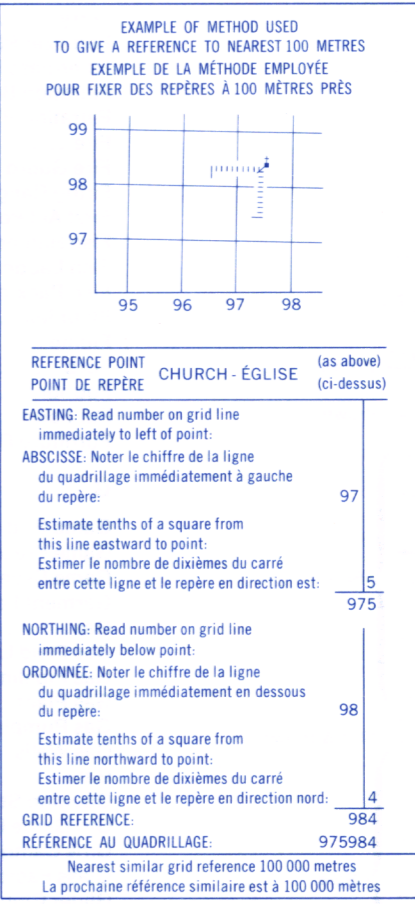 EXAMPLE OF METHOD USED
TO GIVE A REFERENCE TO NEAREST 100 METRES
EXEMPLE DE LA MÉTHODE EMPLOYÉE
POUR FIXER DES REPÈRES À 100 MÈTRES PRÈS
99
98
97
95 96 97 98
REFERENCE POINT
POINT DE REPÈRE
CHURCH - ÉGLISE
(as above)
(ci-dessus)
EASTING: Read number on grid line
immediately to left of point:
ABSCISSE: Noter le chiffre de la ligne
du quadrillage immédiatement à gauche
du repère: 97
Estimate tenths of a square from
this line eastward to point:
Estimer le nombre de dixièmes du carré
entre cette ligne et le repère en direction est: 5
975
NORTHING: Read number on grid line
immediately below point:
ORDONNÉE: Noter le chiffre de la ligne
du quadrillage immédiatement en dessous
du repère: 98
Estimate tenths of a square from
this line northward to point:
Estimer le nombre de dixièmes du carré
entre cette ligne et le repère en direction nord: 4
GRID REFERENCE: 984
RÉFÉRENCE AU QUADRILLAGE: 975984
Nearest similar grid reference 100 000 metres
La prochaine référence similaire est à 100 000 mètres